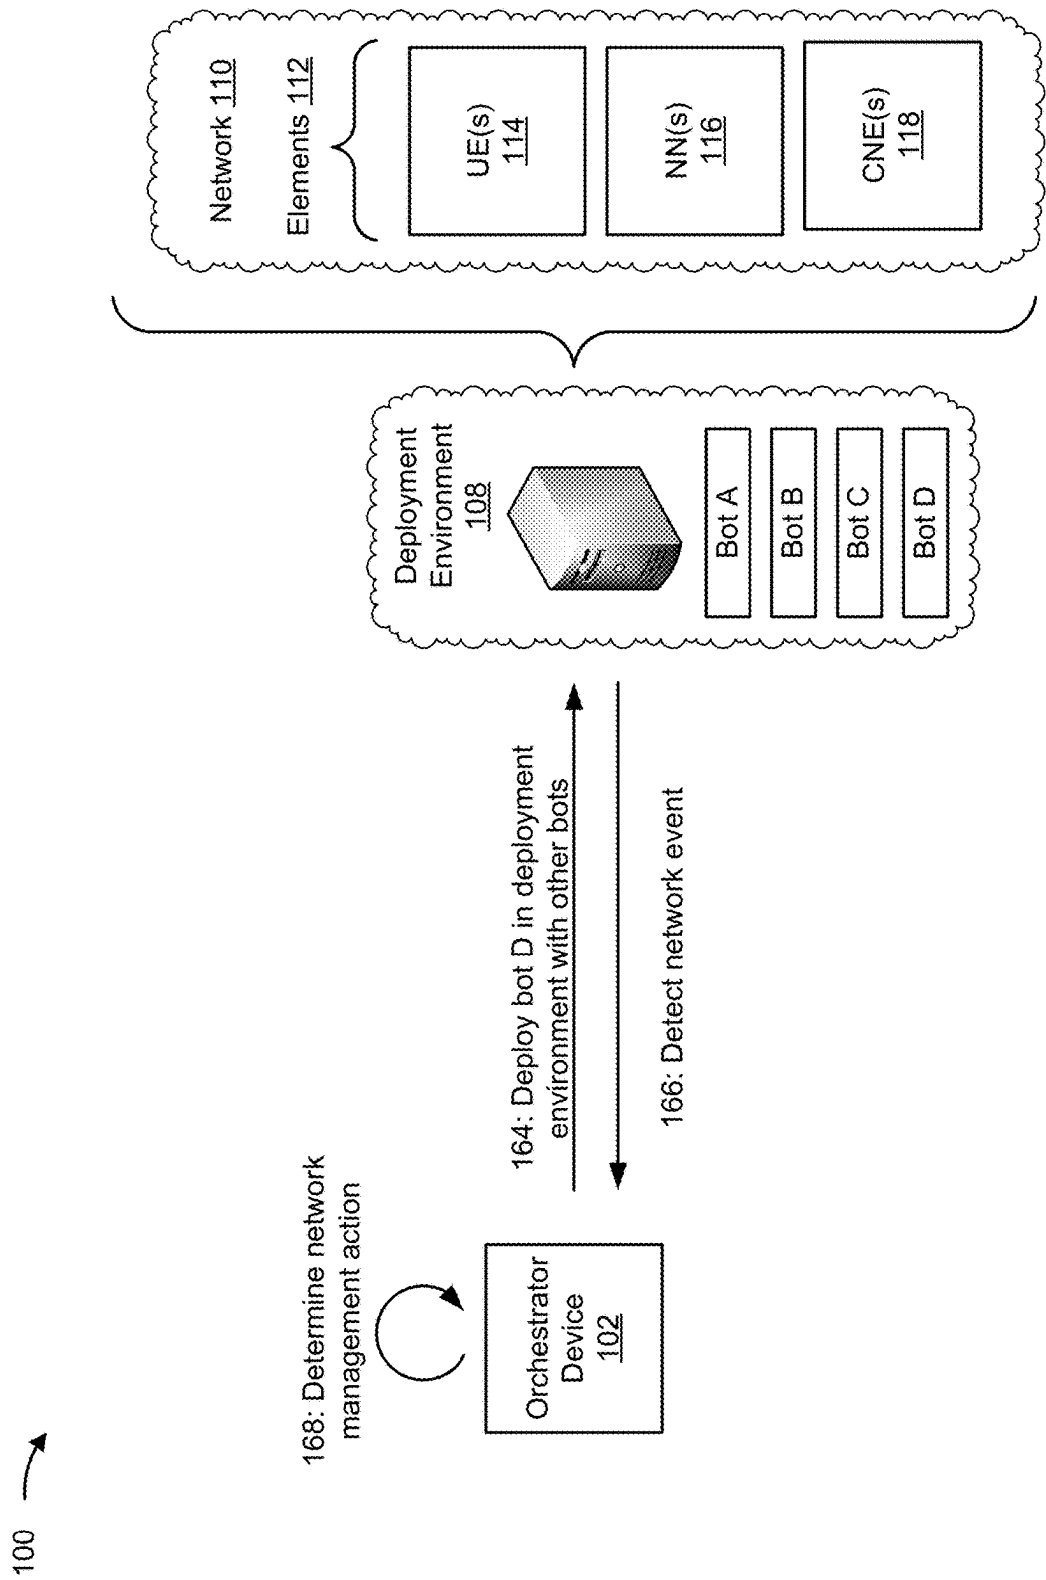 100
168: Determine network
management action
Orchestrator
Device
102
164: Deploy bot D in deployment
environment with other bots
166: Detect network event
Deployment
Environment
108
Bot A
Bot B
Bot C
Bot D
Network 110
Elements 112
UE(s)
114
NN(s)
116
CNE(s)
118